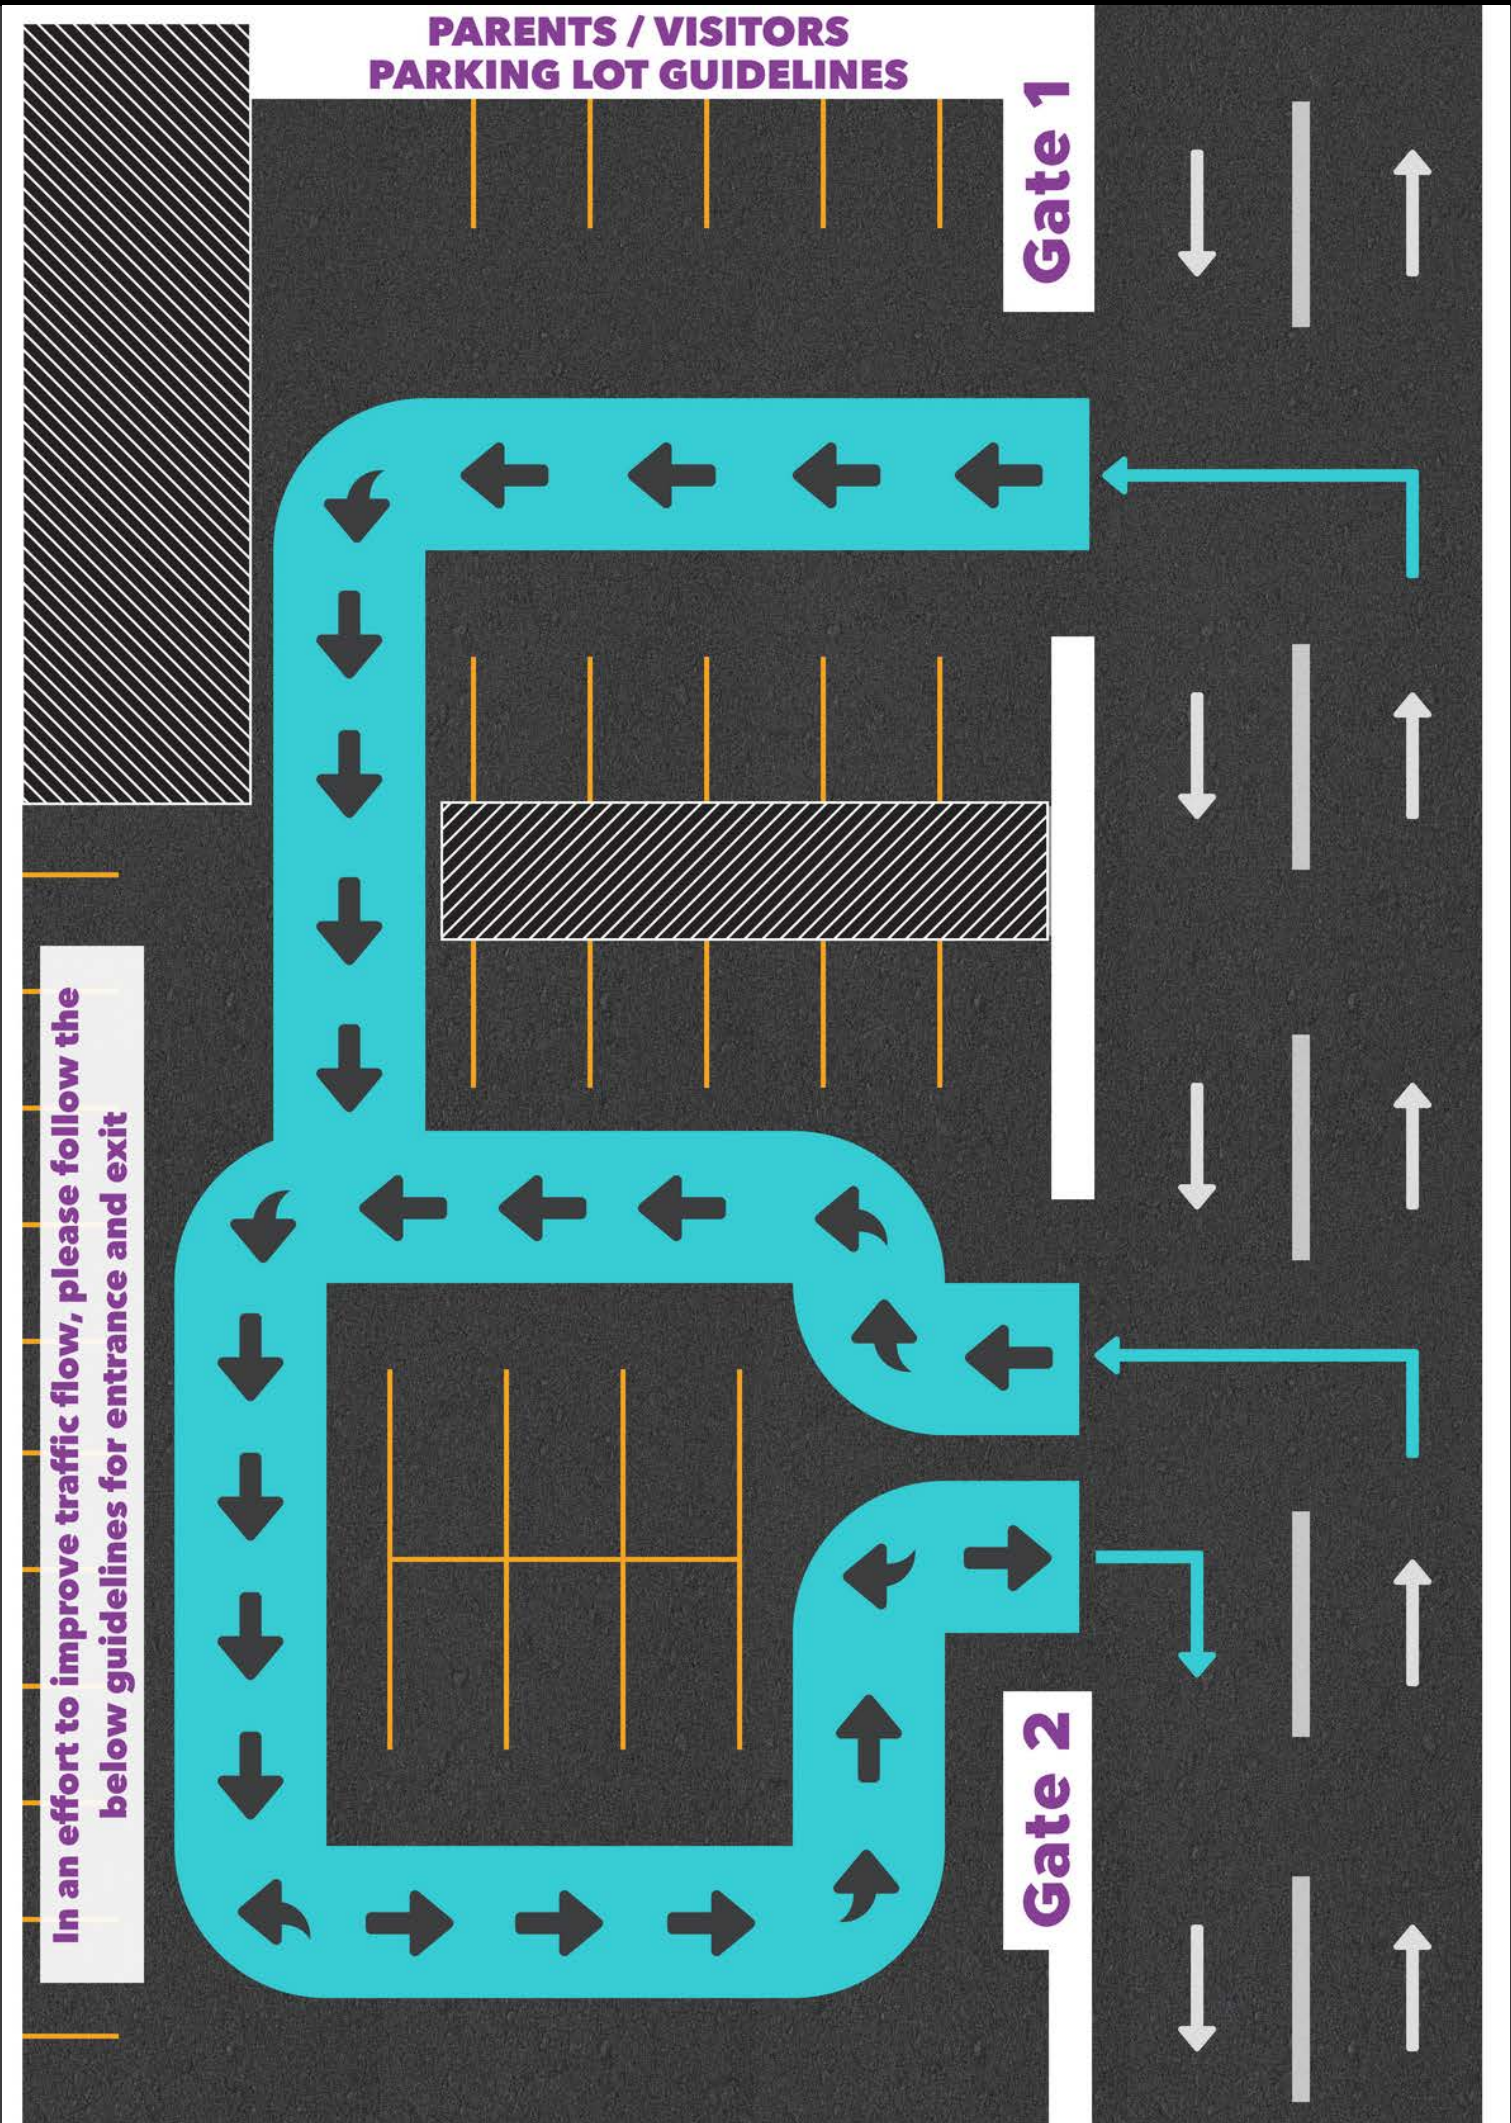 PARENTS / VISITORS
PARKING LOT GUIDELINES
Gate 1
In an effort to improve traffic flow, please follow the
below guidelines for entrance and exit
Gate 2